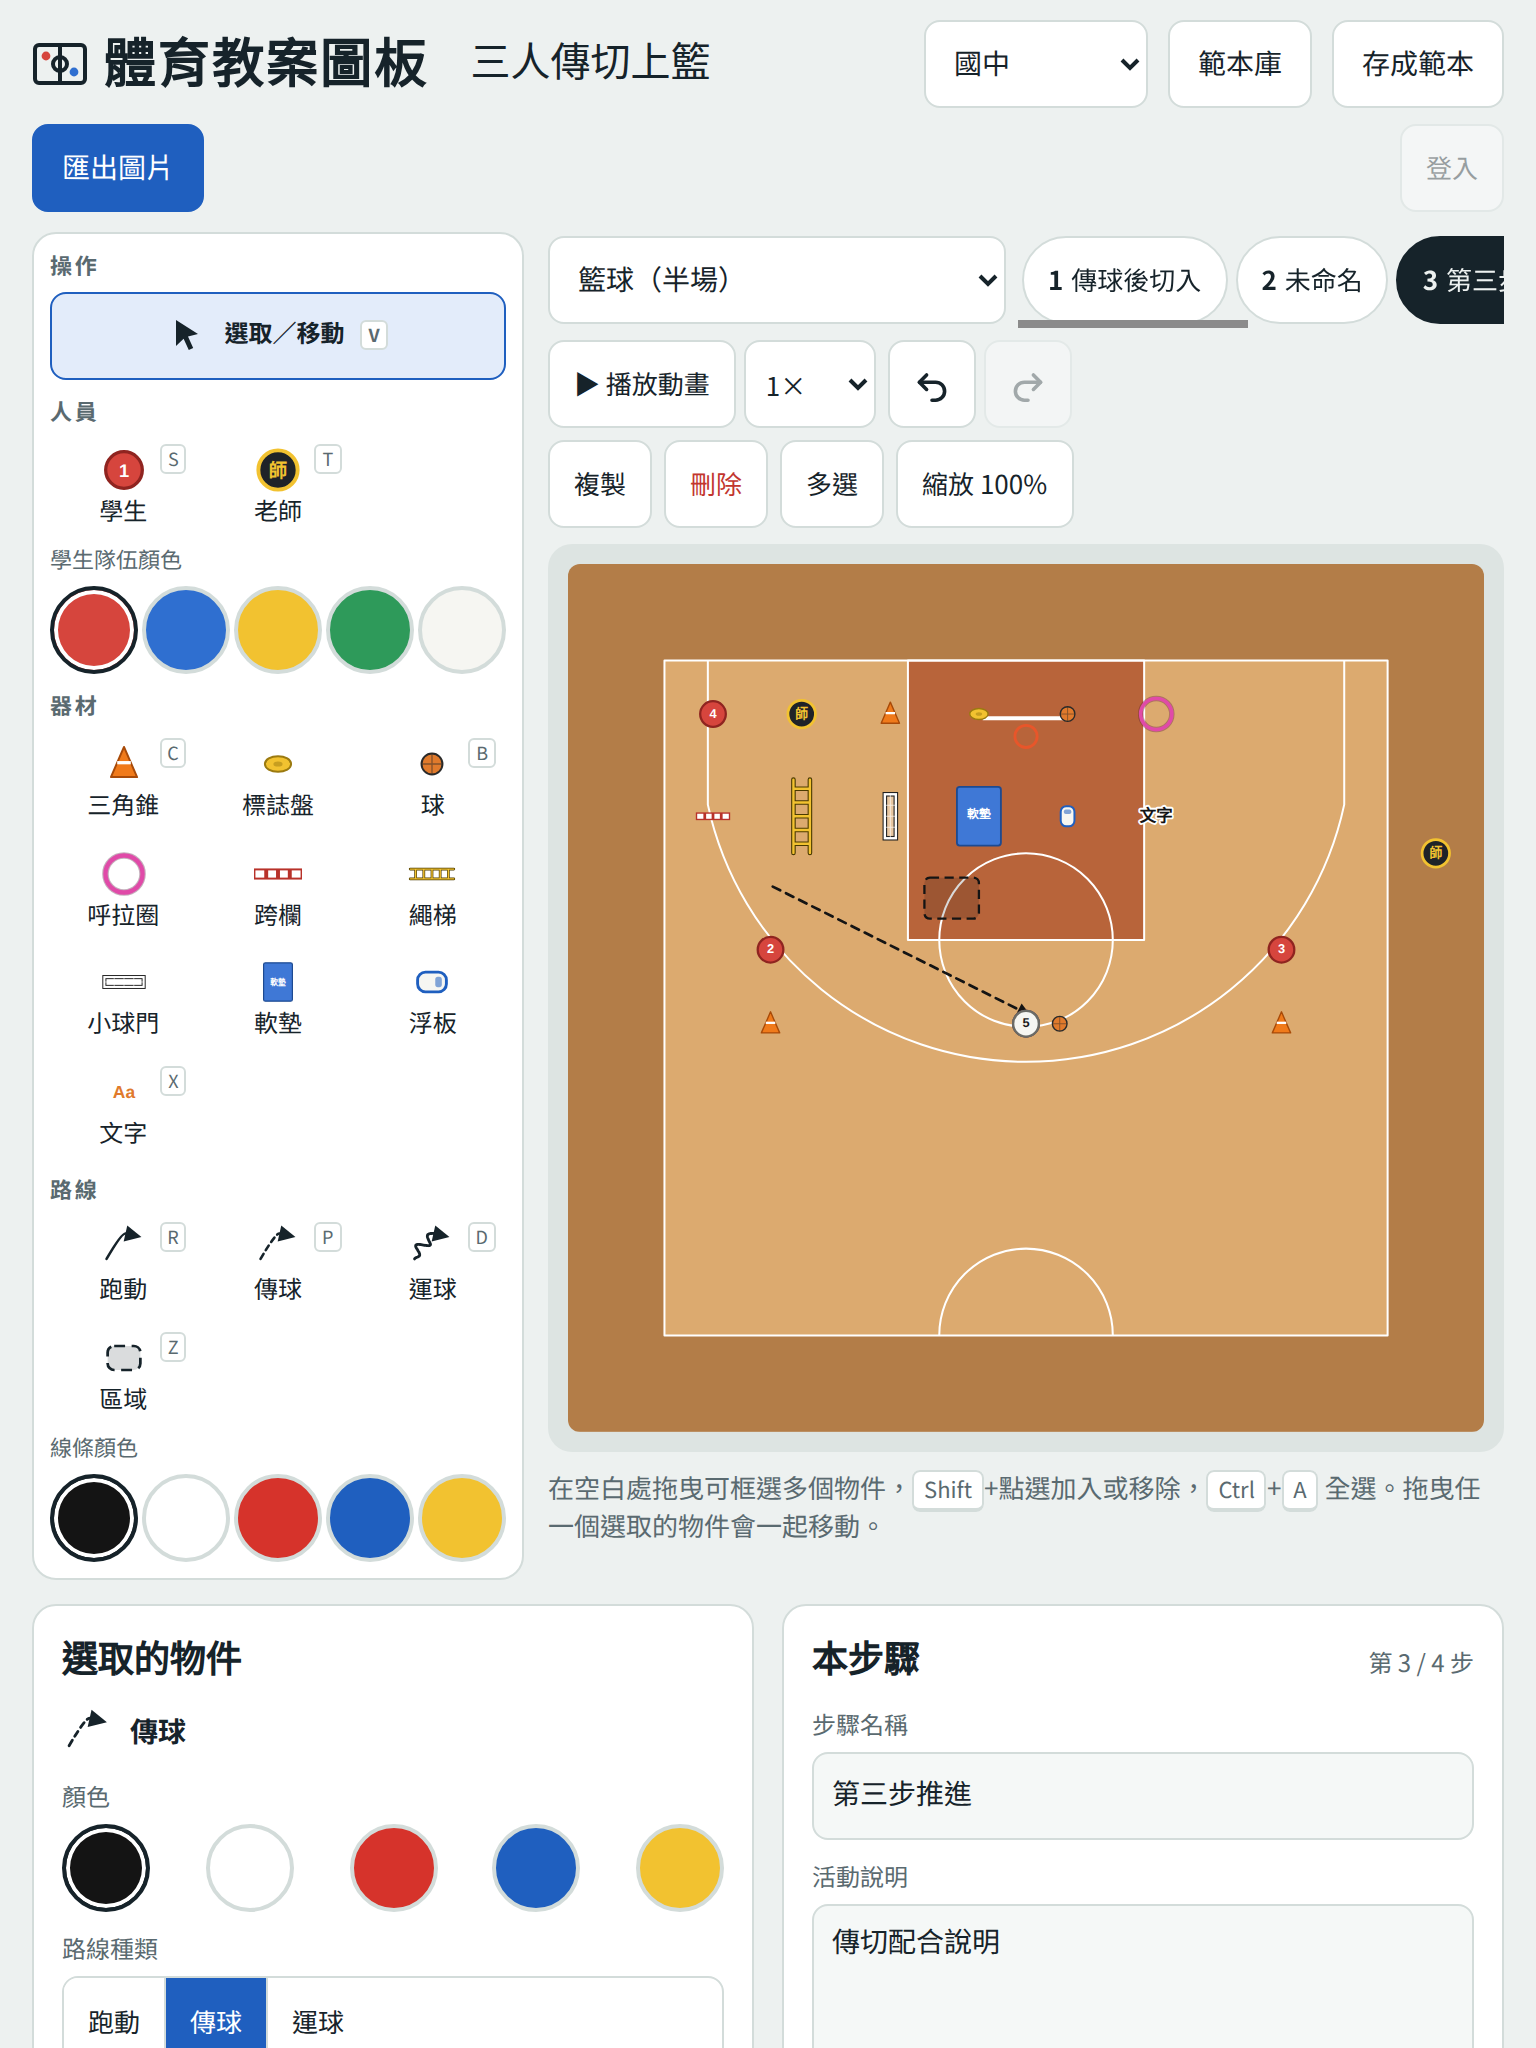 體育教案圖板 三人傳切上籃 國中 範本庫 存成範本
匯出圖片 登入
操作
選取／移動 V
人員
1 S 師 T
學生 老師
學生隊伍顏色
器材
C B
三角錐 標誌盤 球
呼拉圈 跨欄 繩梯
軟墊
小球門 軟墊 浮板
Aa X
文字
路線
R P D
跑動 傳球 運球
Z
區域
線條顏色
籃球（半場） 1 傳球後切入 2 未命名 3 第三
▶ 播放動畫 1×
複製 刪除 多選 縮放 100%
4 師
軟墊 文字
師
2 3
5
在空白處拖曳可框選多個物件，Shift+點選加入或移除，Ctrl+A 全選。拖曳任
一個選取的物件會一起移動。
選取的物件
傳球
顏色
路線種類
跑動 傳球 運球
本步驟 第 3 / 4 步
步驟名稱
第三步推進
活動說明
傳切配合說明